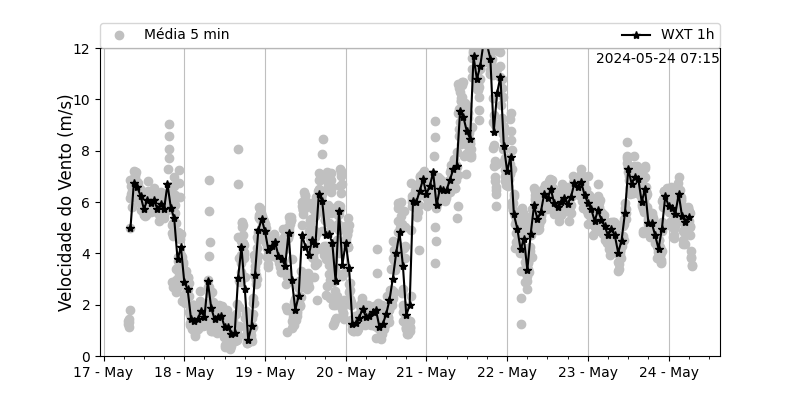 Média 5 min
WXT 1h
2024-05-24 07:15
Velocidade do Vento (m/s)
12
10
8
6
4
2
0
17 - May
18 - May
19 - May
20 - May
21 - May
22 - May
23 - May
24 - May